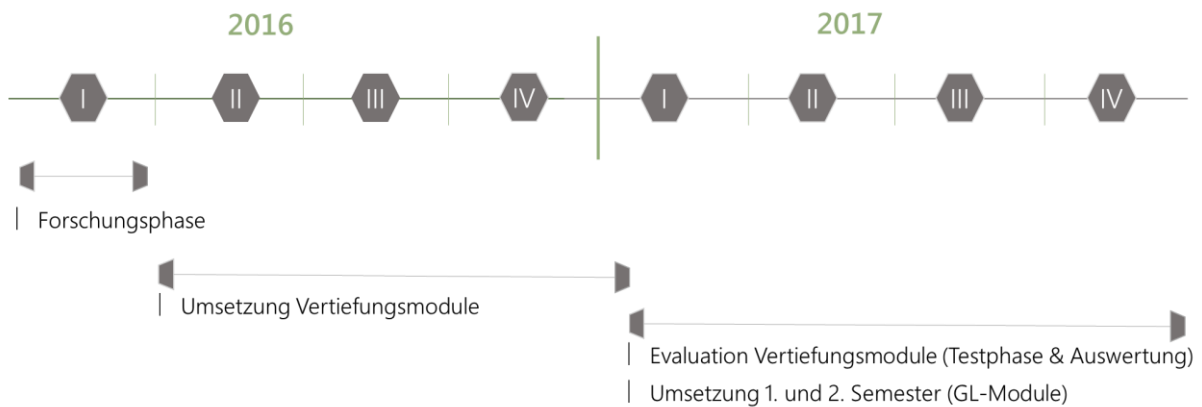 2016
2017
I II III IV I II III IV
Forschungsphase
Umsetzung Vertiefungsmodule
Evaluation Vertiefungsmodule (Testphase & Auswertung)
Umsetzung 1. und 2. Semester (GL-Module)